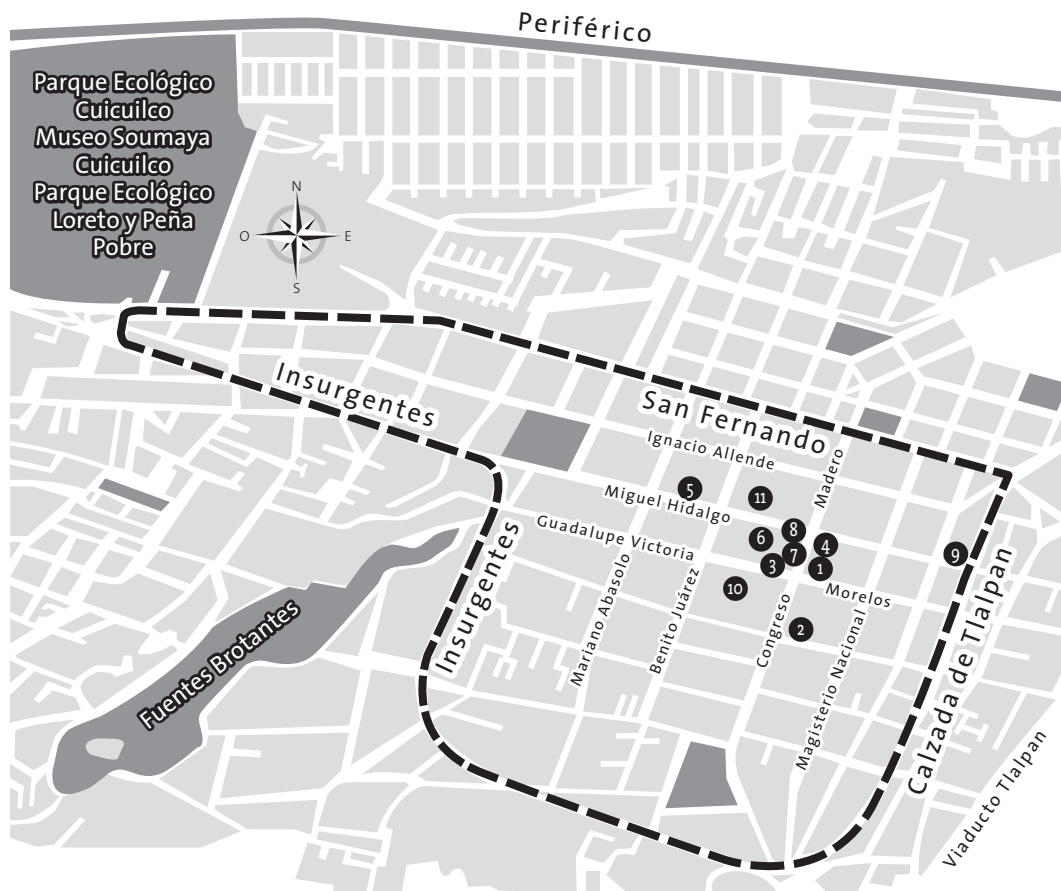 Periférico
Parque Ecológico
Cuicuilco
Museo Soumaya
Cuicuilco
Parque Ecológico
Loreto y Peña
Pobre
N
O
E
S
Insurgentes
San Fernando
Ignacio Allende
Madero
Miguel Hidalgo
Guadalupe Victoria
5
11
8
6
4
7
9
3
1
10
Morelos
2
Insurgentes
Mariano Abasolo
Benito Juárez
Congreso
Magisterio Nacional
Calzada de Tlalpan
Fuentes Brotantes
Viaducto Tlalpan